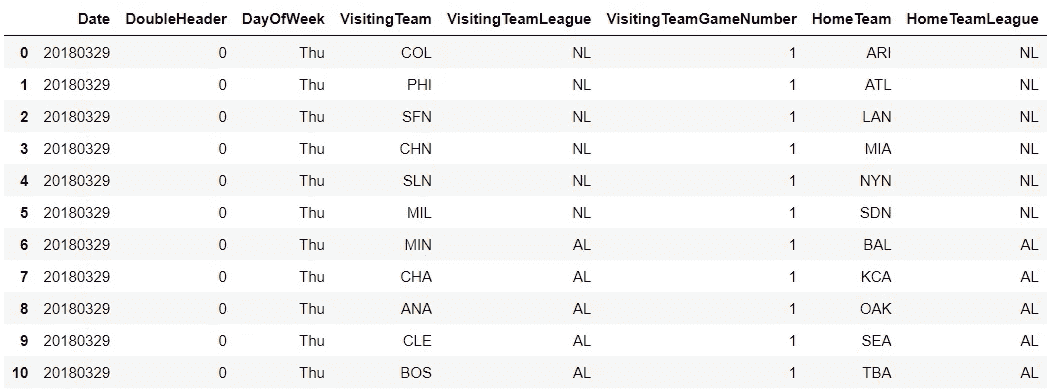 Date DoubleHeader DayOfWeek VisitingTeam VisitingTeamLeague VisitingTeamGameNumber HomeTeam HomeTeamLeague
0 20180329 0 Thu COL NL 1 ARI NL
1 20180329 0 Thu PHI NL 1 ATL NL
2 20180329 0 Thu SFN NL 1 LAN NL
3 20180329 0 Thu CHN NL 1 MIA NL
4 20180329 0 Thu SLN NL 1 NYN NL
5 20180329 0 Thu MIL NL 1 SDN NL
6 20180329 0 Thu MIN AL 1 BAL AL
7 20180329 0 Thu CHA AL 1 KCA AL
8 20180329 0 Thu ANA AL 1 OAK AL
9 20180329 0 Thu CLE AL 1 SEA AL
10 20180329 0 Thu BOS AL 1 TBA AL